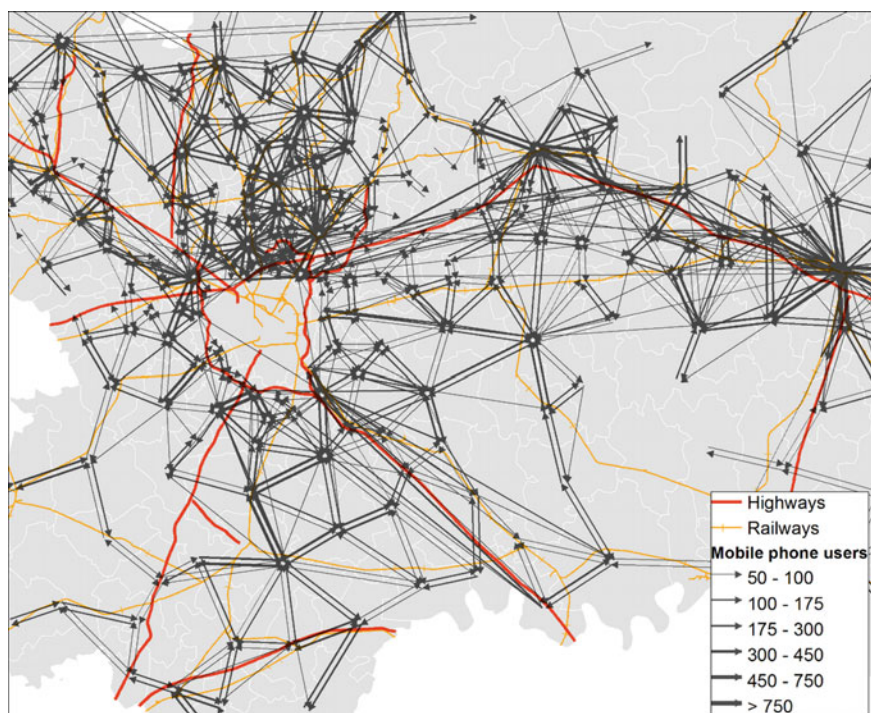 Highways
Railways
Mobile phone users
50 - 100
100 - 175
175 - 300
300 - 450
450 - 750
> 750